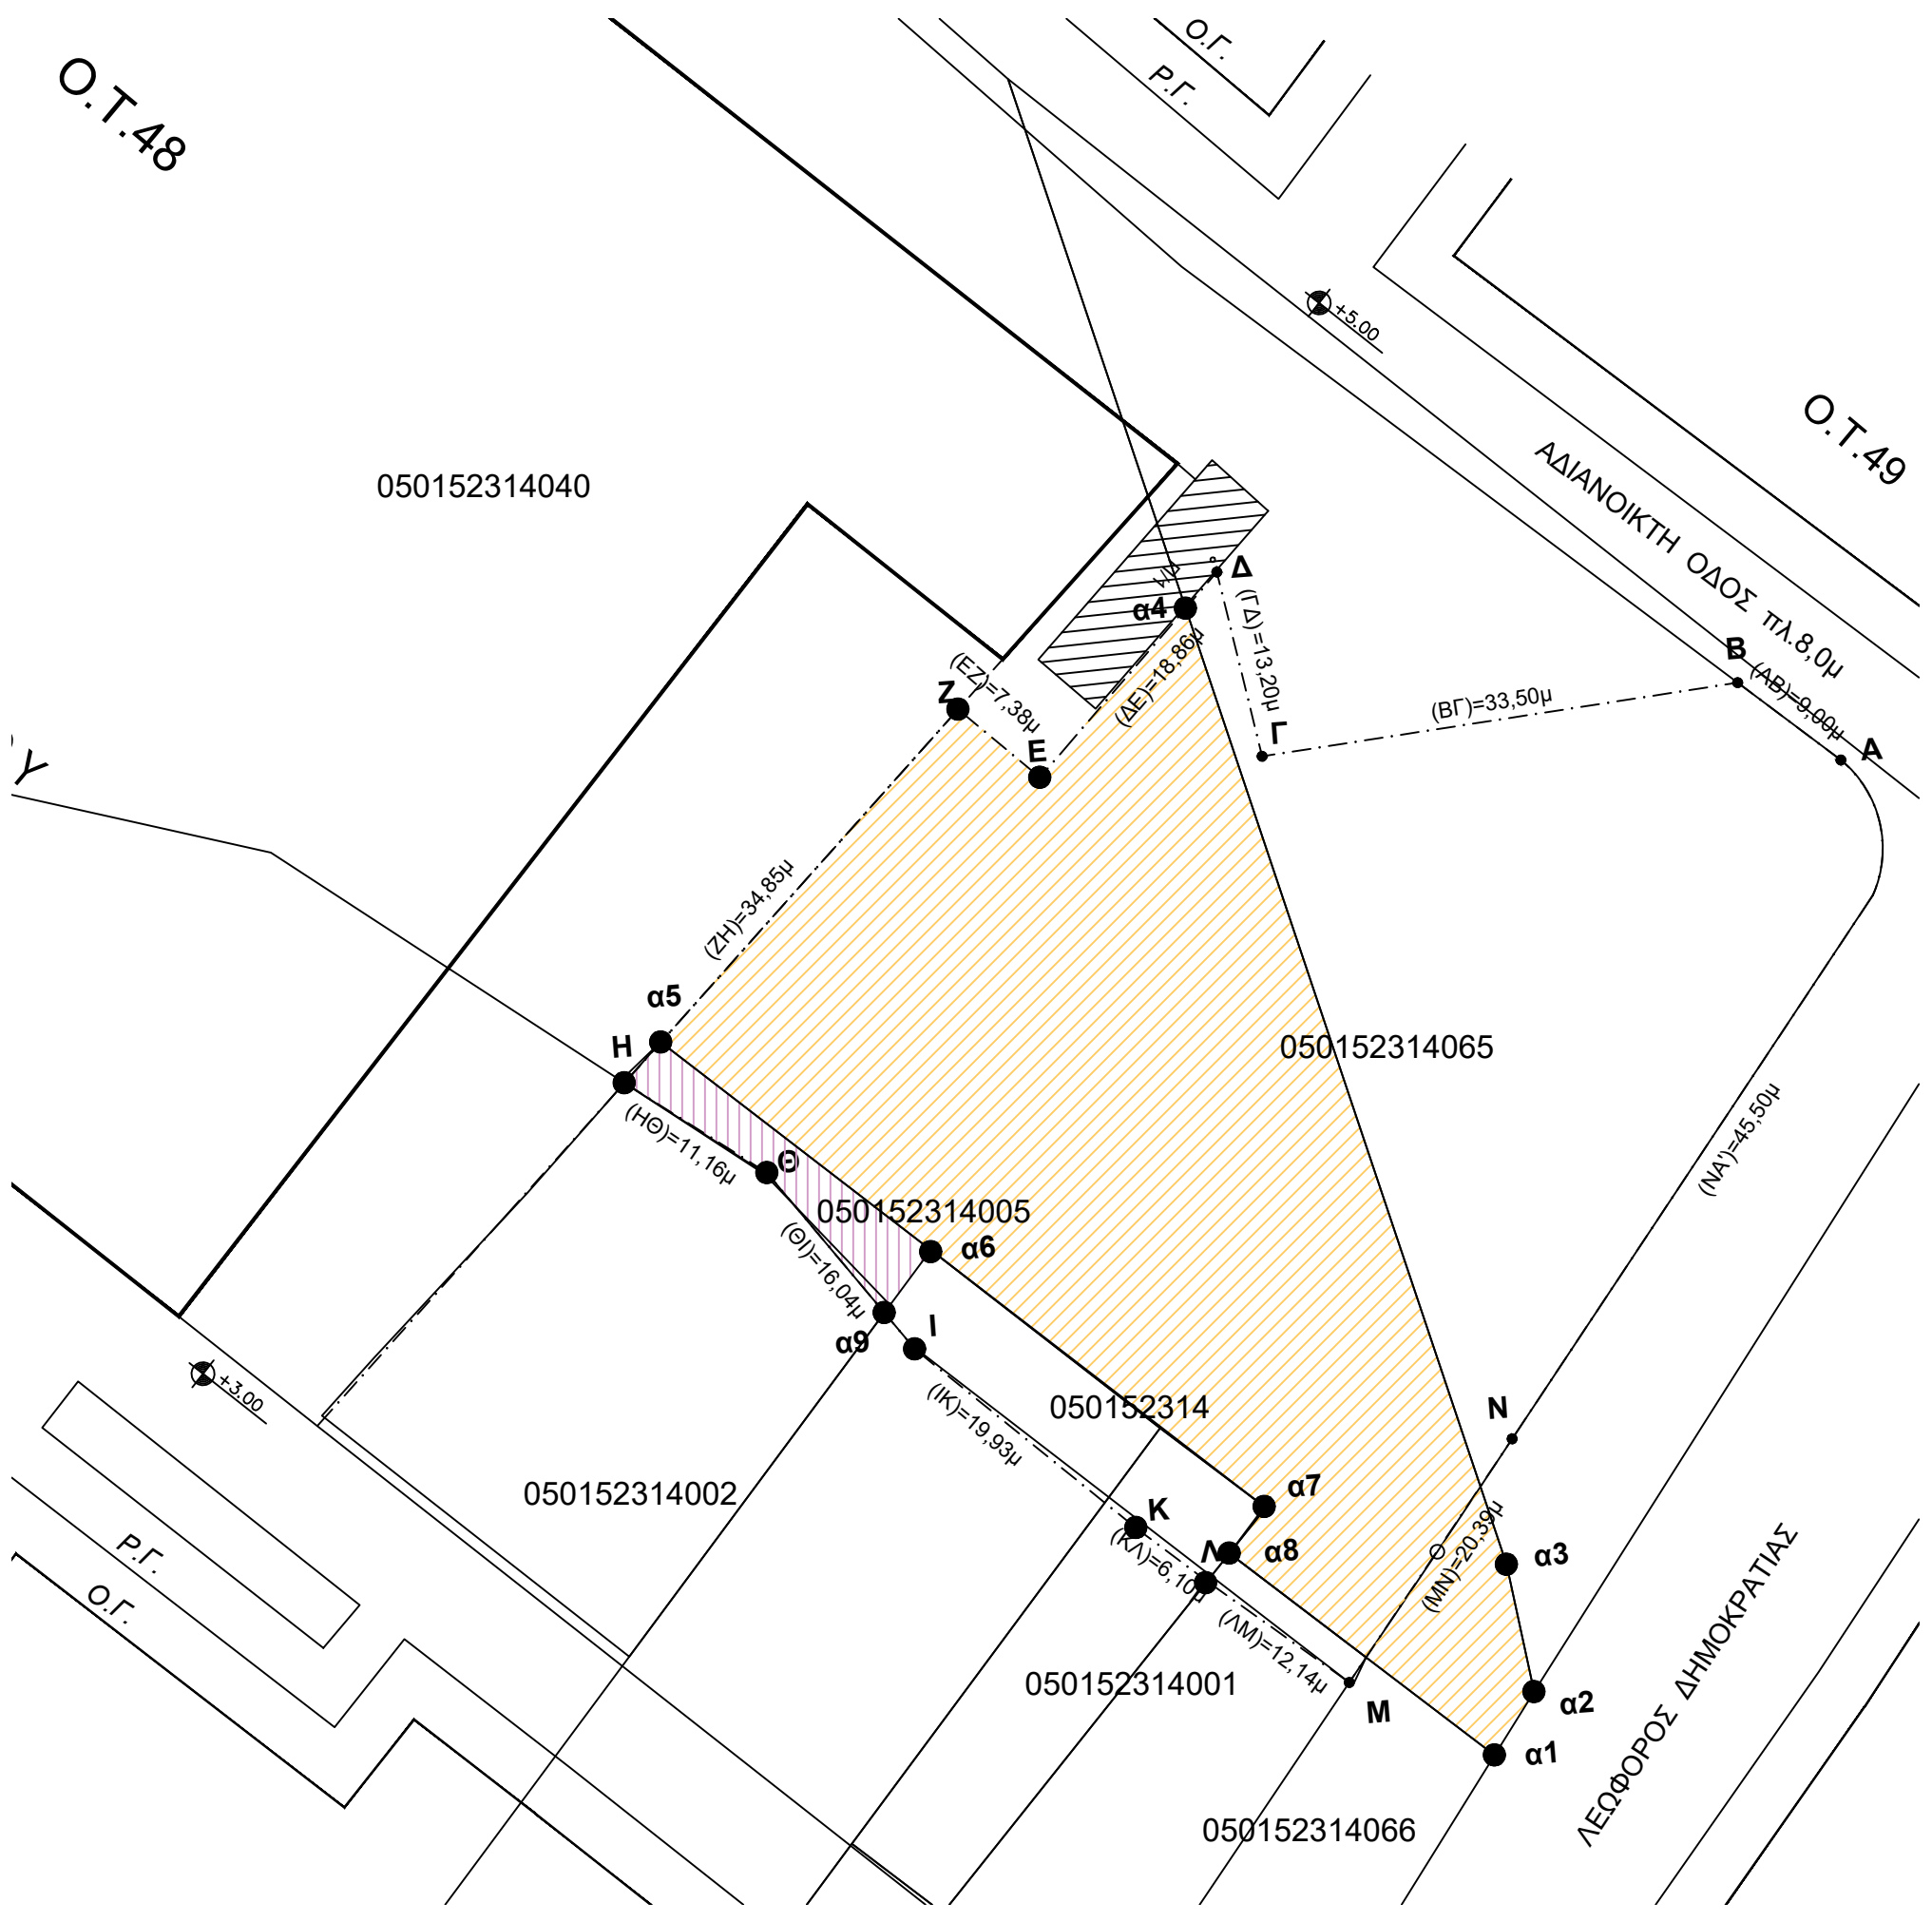 Ο.Γ.
Ρ.Γ.
Ο.Τ.48
+5.00
Ο.Τ.49
050152314040
ΑΔΙΑΝΟΙΚΤΗ ΟΔΟΣ πλ.8,0μ
Δ
α4
(ΓΔ)=13,20μ
(ΔΕ)=18,86μ
(ΕΖ)=7,38μ
Ζ
Ε
Γ
(ΒΓ)=33,50μ
Β
(ΑΒ)=9,00μ
Α
Υ
(ΖΗ)=34,85μ
α5
Η
050152314065
(ΗΘ)=11,16μ
Θ
(ΝΑ')=45,50μ
050152314005
α6
(ΘΙ)=16,04μ
Ι
α9
+3.00
(ΙΚ)=19,93μ
050152314
Ν
050152314002
α7
Κ
(ΚΛ)=6,10μ
Λ
α8
(ΜΝ)=20,39μ
α3
Ρ.Γ.
Ο.Γ.
(ΛΜ)=12,14μ
050152314001
Μ
α2
α1
ΛΕΩΦΟΡΟΣ ΔΗΜΟΚΡΑΤΙΑΣ
050152314066